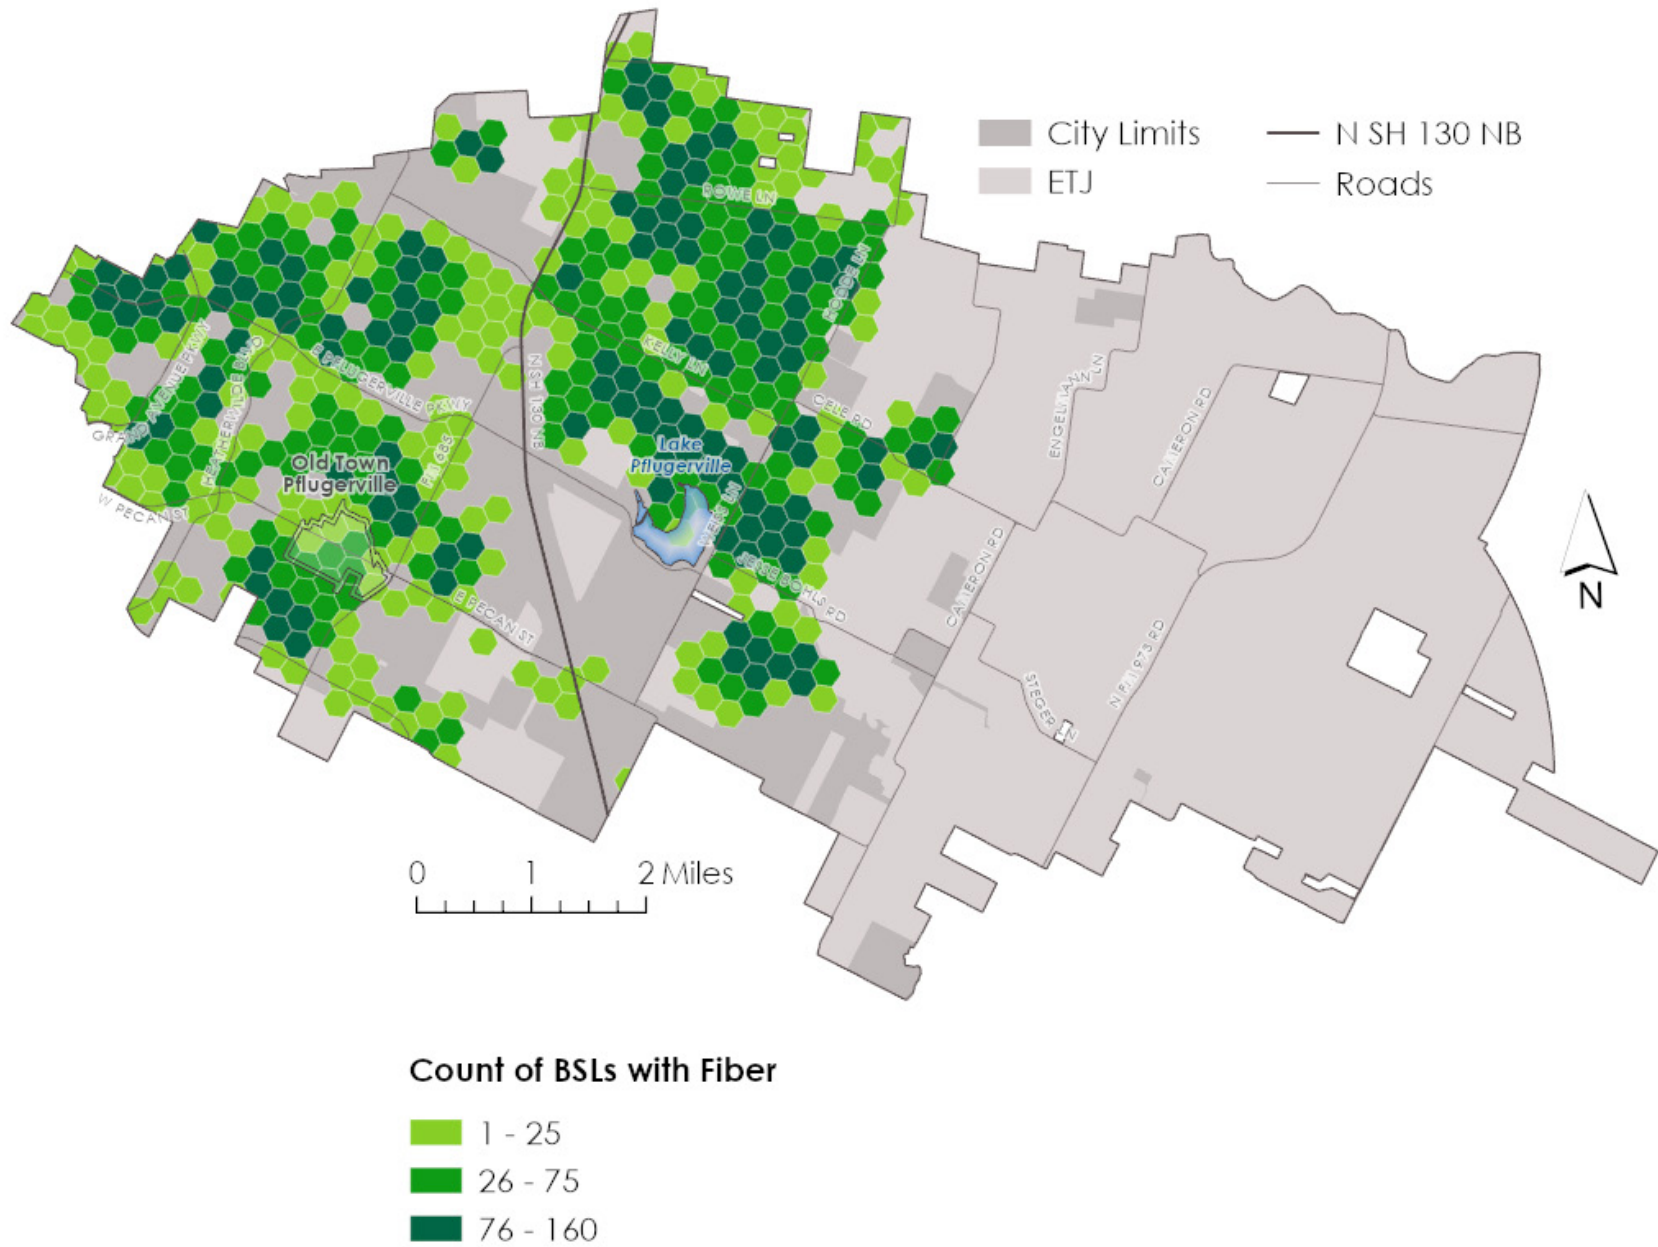 City Limits
N SH 130 NB
ETJ
Roads
ROWE LN
HODDE LN
KELLY LN
E PFLUGERVILLE PKWY
GRAND AVENUE PKWY
HEATHERWILDE BLVD
N SH 130 NB
CELE RD
ENGELMANN LN
CAMERON RD
FM 685
Old Town
Pflugerville
Lake
Pflugerville
WEISS LN
W PECAN ST
JESSE BOHLS RD
CAMERON RD
E PECAN ST
N FM 973 RD
STEGER LN
N
0 1 2 Miles
Count of BSLs with Fiber
1 - 25
26 - 75
76 - 160